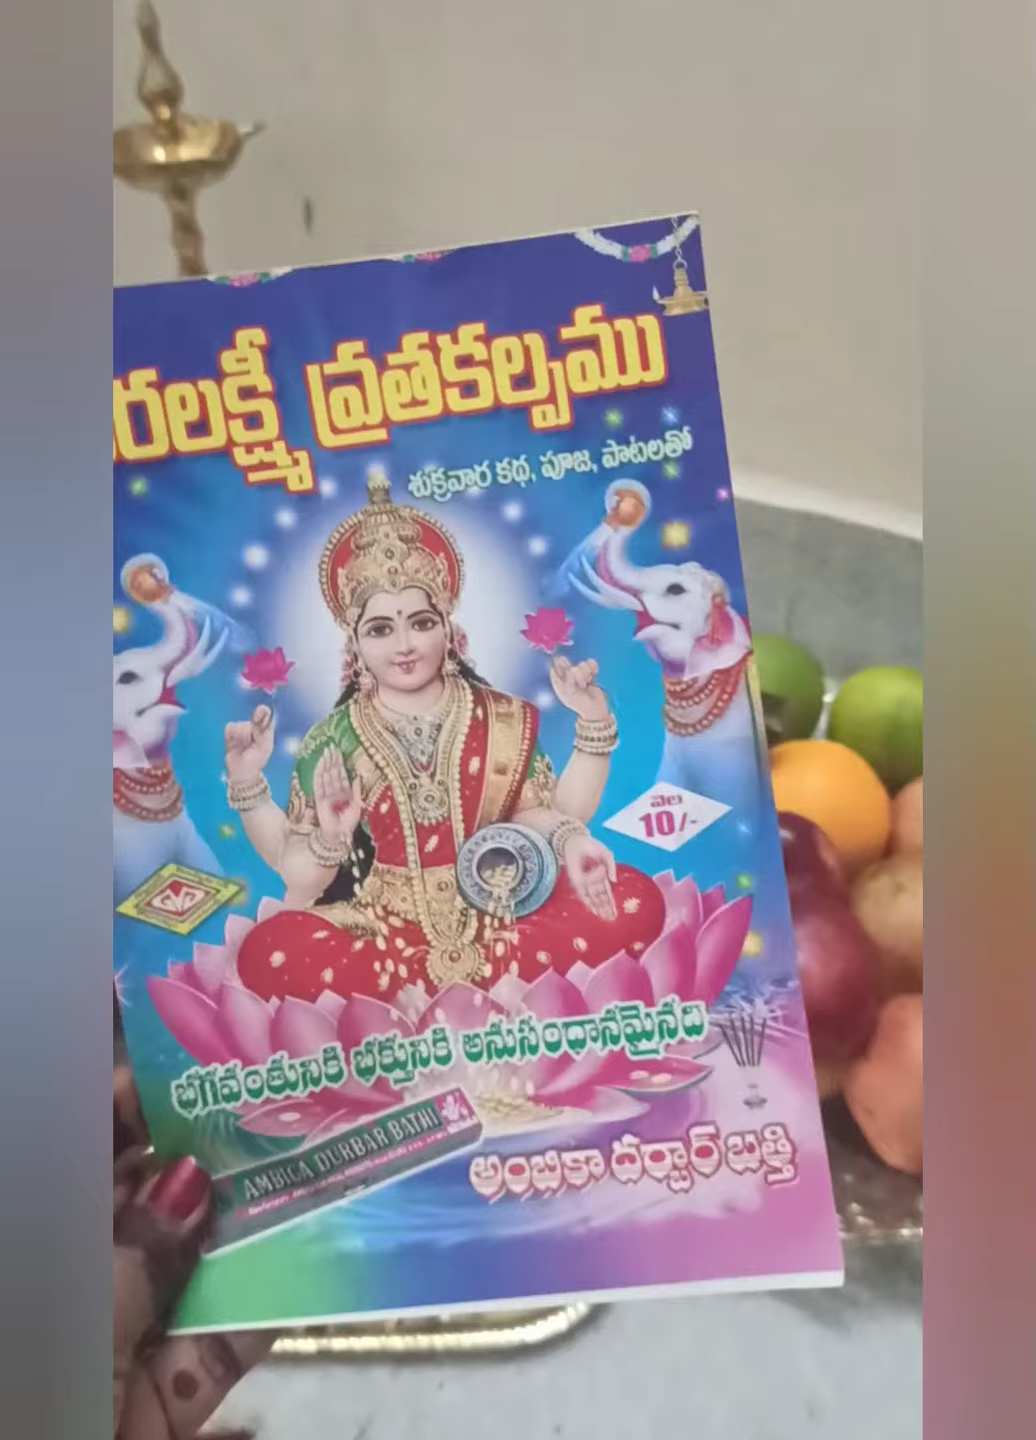 రలక్ష్మీ వ్రతకల్పము
శుక్రవార కథ, పూజ, పాటలతో
వెల
10/-
భగవంతునికి భక్తునికి అనుసంధానమైనది
AMBICA DURBAR BATHI
అంబికా దర్బార్ బత్తి